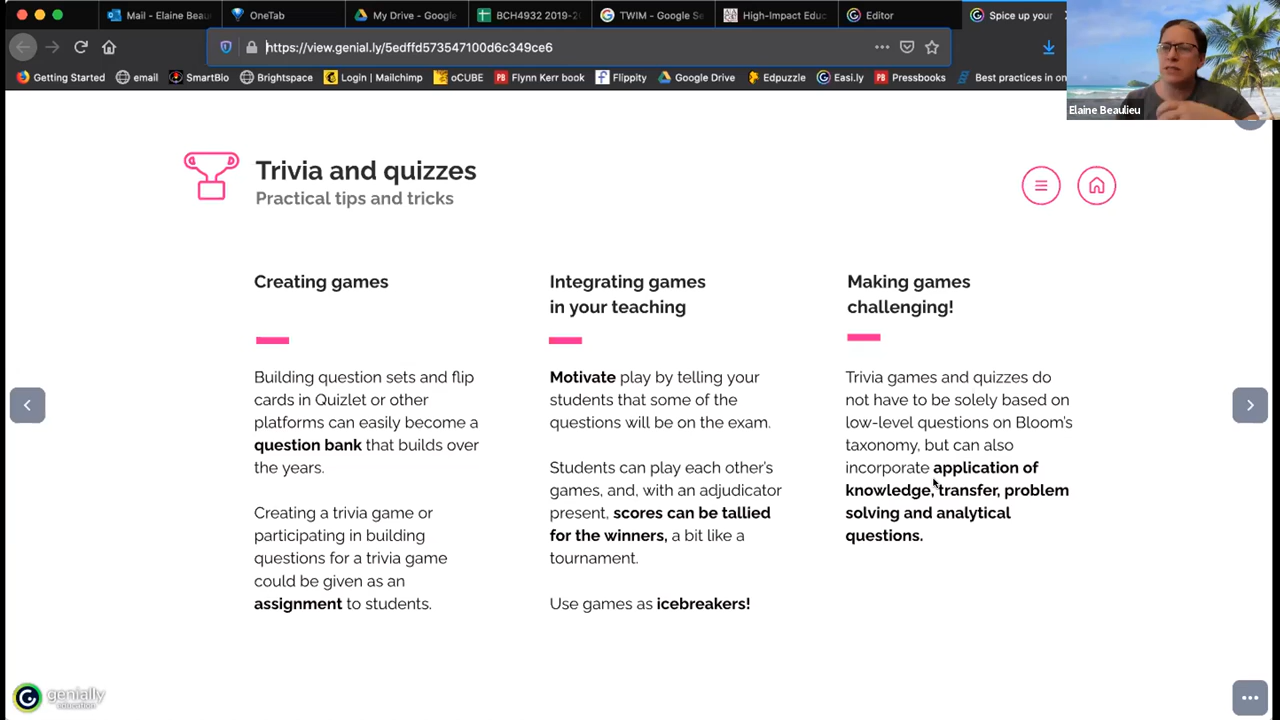 Mail - Elaine Beau
OneTab
My Drive - Google
BCH4932 2019-2
TWIM - Google Se
High-Impact Educ
Editor
Spice up your
https://view.genial.ly/5edffd573547100d6c349ce6
Getting Started
email
SmartBio
Brightspace
Login | Mailchimp
oCUBE
Flynn Kerr book
Flippity
Google Drive
Edpuzzle
Easi.ly
Pressbooks
Best practices in on
Elaine Beaulieu
Trivia and quizzes
Practical tips and tricks
Creating games
Building question sets and flip
cards in Quizlet or other
platforms can easily become a
question bank that builds over
the years.
Creating a trivia game or
participating in building
questions for a trivia game
could be given as an
assignment to students.
Integrating games
in your teaching
Motivate play by telling your
students that some of the
questions will be on the exam.
Students can play each other's
games, and, with an adjudicator
present, scores can be tallied
for the winners, a bit like a
tournament.
Use games as icebreakers!
Making games
challenging!
Trivia games and quizzes do
not have to be solely based on
low-level questions on Bloom's
taxonomy, but can also
incorporate application of
knowledge, transfer, problem
solving and analytical
questions.
genially
education